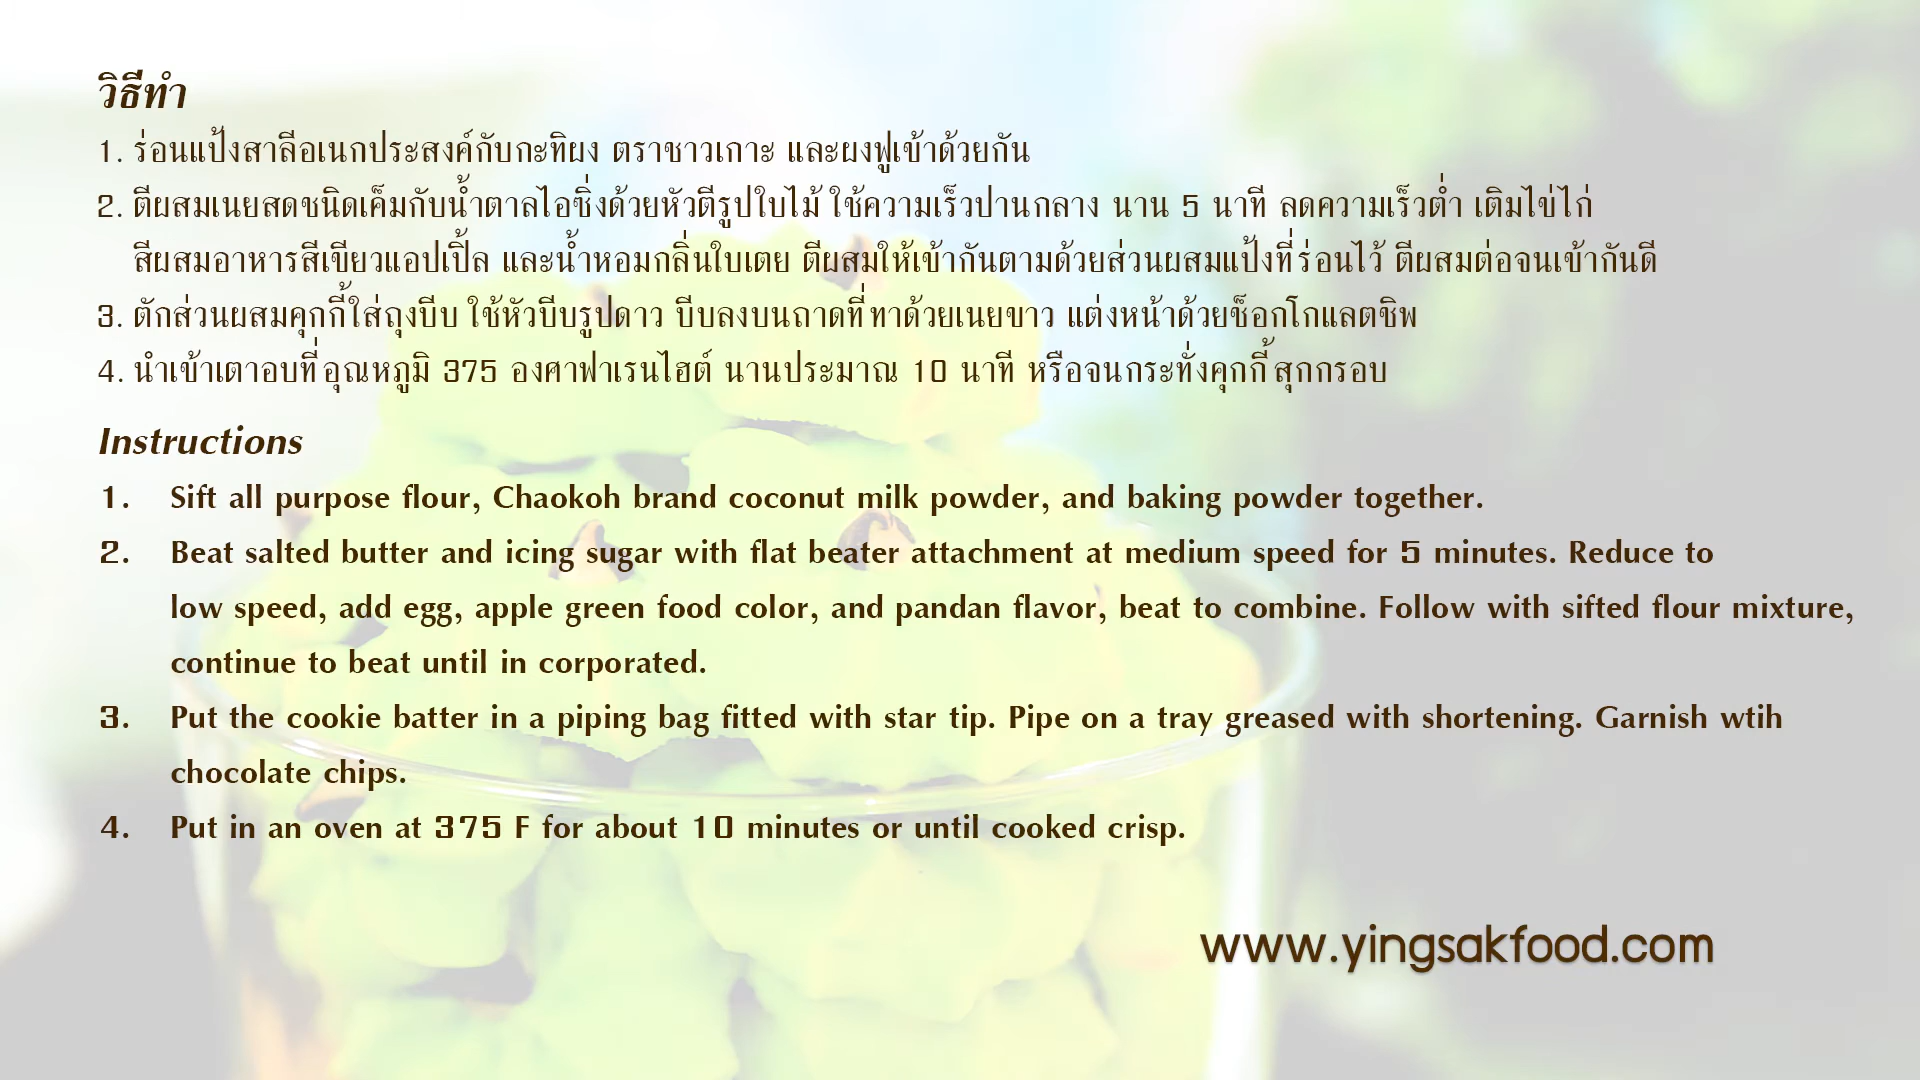 วิธีทำ
1. ร่อนแป้งสาลีอเนกประสงค์กับกะทิผง ตราชาวเกาะ และผงฟูเข้าด้วยกัน
2. ตีผสมเนยสดชนิดเค็มกับน้ำตาลไอซิ่งด้วยหัวตีรูปใบไม้ ใช้ความเร็วปานกลาง นาน 5 นาที ลดความเร็วต่ำ เติมไข่ไก่
สีผสมอาหารสีเขียวแอปเปิ้ล และน้ำหอมกลิ่นใบเตย ตีผสมให้เข้ากันตามด้วยส่วนผสมแป้งที่ร่อนไว้ ตีผสมต่อจนเข้ากันดี
3. ตักส่วนผสมคุกกี้ใส่ถุงบีบ ใช้หัวบีบรูปดาว บีบลงบนถาดที่ทาด้วยเนยขาว แต่งหน้าด้วยช็อกโกแลตชิพ
4. นำเข้าเตาอบที่อุณหภูมิ 375 องศาฟาเรนไฮต์ นานประมาณ 10 นาที หรือจนกระทั่งคุกกี้สุกกรอบ
Instructions
1. Sift all purpose flour, Chaokoh brand coconut milk powder, and baking powder together.
2. Beat salted butter and icing sugar with flat beater attachment at medium speed for 5 minutes. Reduce to
low speed, add egg, apple green food color, and pandan flavor, beat to combine. Follow with sifted flour mixture,
continue to beat until in corporated.
3. Put the cookie batter in a piping bag fitted with star tip. Pipe on a tray greased with shortening. Garnish wtih
chocolate chips.
4. Put in an oven at 375 F for about 10 minutes or until cooked crisp.
www.yingsakfood.com